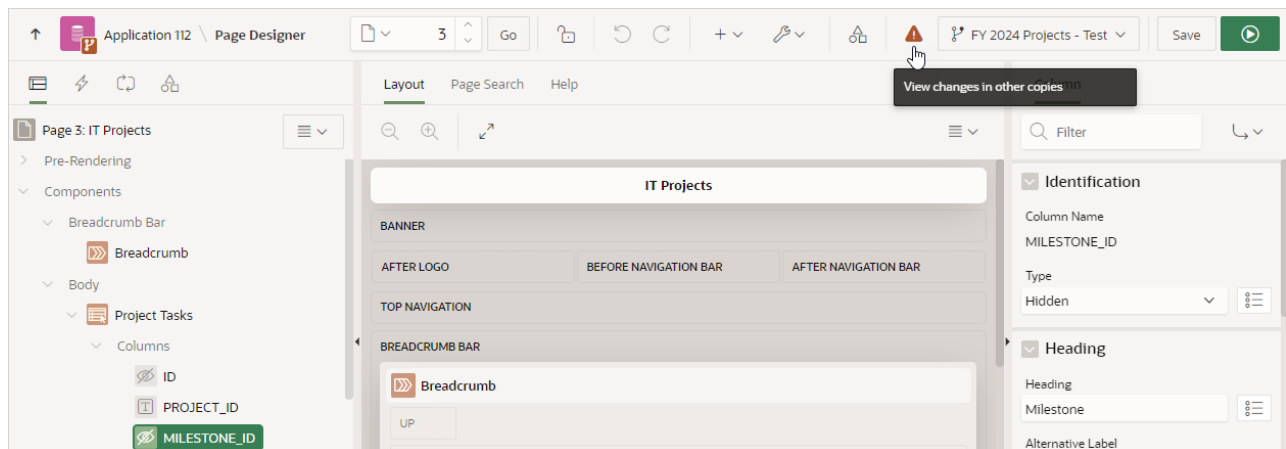 Application 112 \ Page Designer
3
Go
FY 2024 Projects - Test
Save
View changes in other copies
Page 3: IT Projects
Pre-Rendering
Components
Breadcrumb Bar
Breadcrumb
Body
Project Tasks
Columns
ID
PROJECT_ID
MILESTONE_ID
Layout
Page Search
Help
IT Projects
BANNER
AFTER LOGO
BEFORE NAVIGATION BAR
AFTER NAVIGATION BAR
TOP NAVIGATION
BREADCRUMB BAR
Breadcrumb
UP
Column
Filter
Identification
Column Name
MILESTONE_ID
Type
Hidden
Heading
Heading
Milestone
Alternative Label